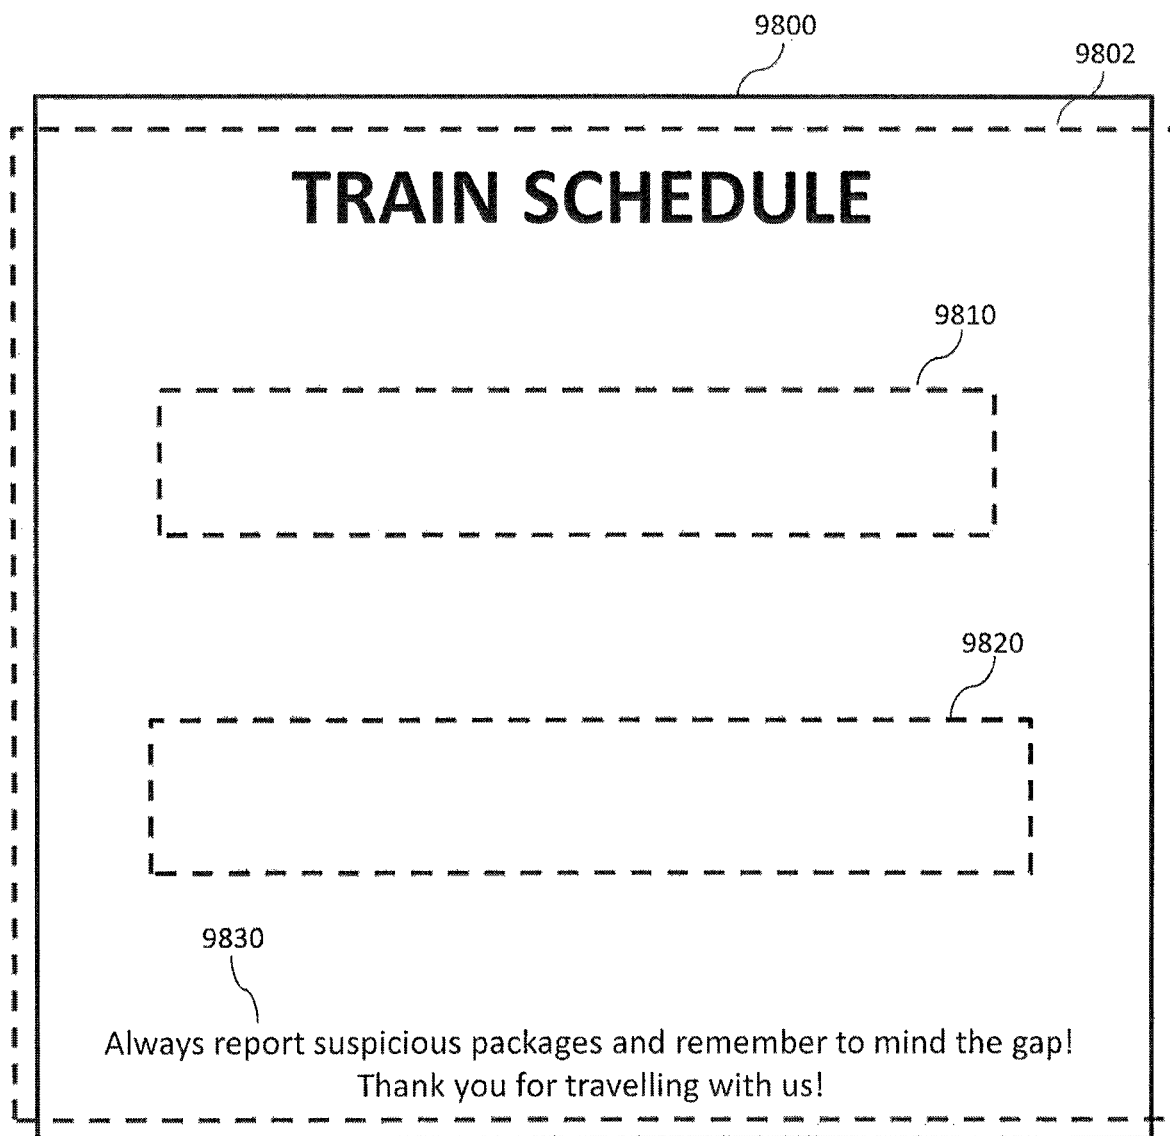 9800
9802
TRAIN SCHEDULE
9810
9820
9830
Always report suspicious packages and remember to mind the gap!
Thank you for travelling with us!